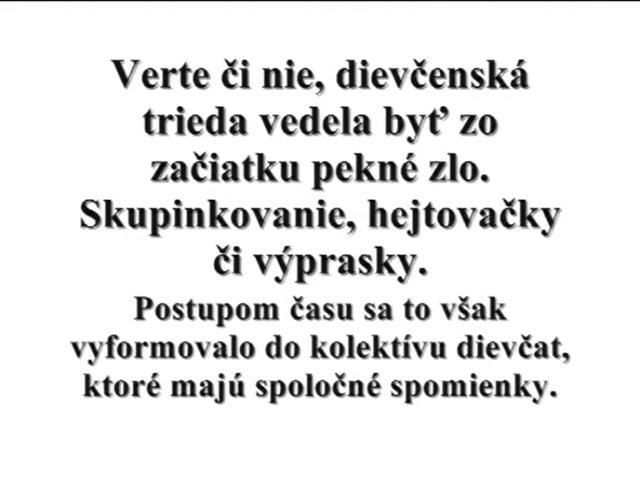 Verte či nie, dievčenská
trieda vedela byť zo
začiatku pekné zlo.
Skupinkovanie, hejtovačky
či výprasky.
Postupom času sa to však
vyformovalo do kolektívu dievčat,
ktoré majú spoločné spomienky.